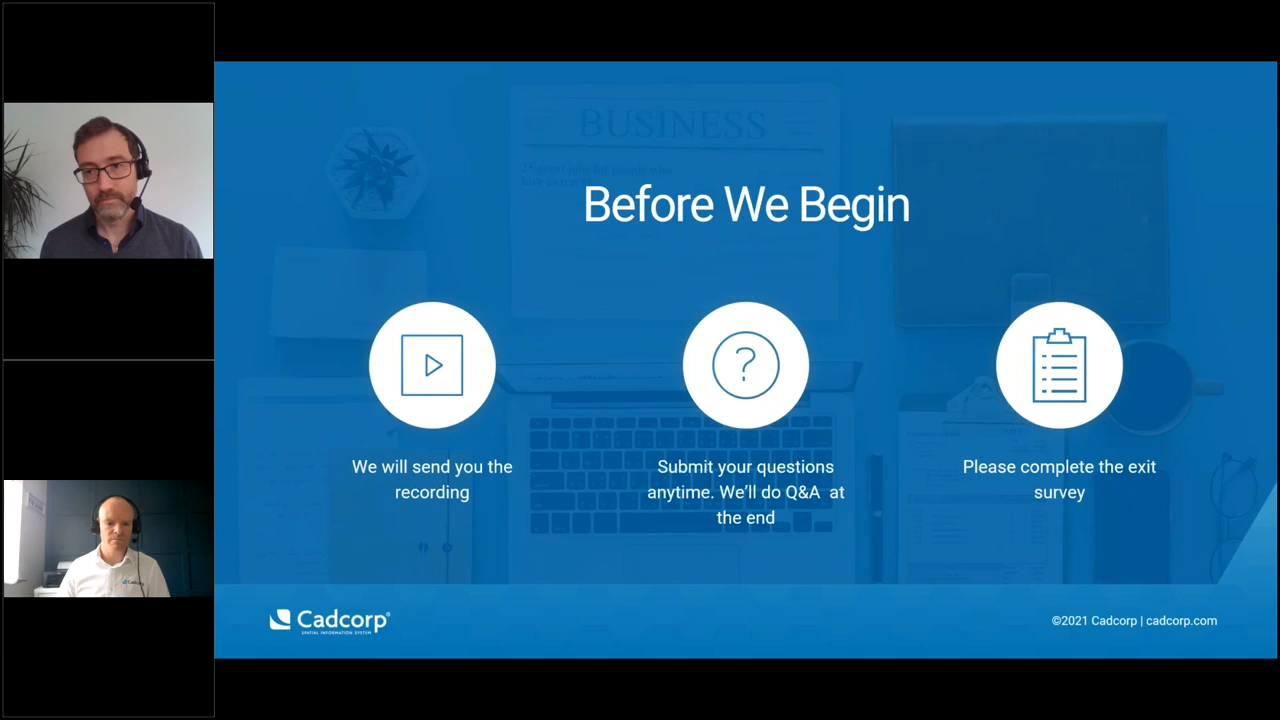 BUSINESS
Before We Begin
We will send you the
recording
Submit your questions
anytime. We'll do Q&A at
the end
Please complete the exit
survey
Cadcorp®
SPATIAL INFORMATION SYSTEM
©2021 Cadcorp | cadcorp.com
Cadcorp